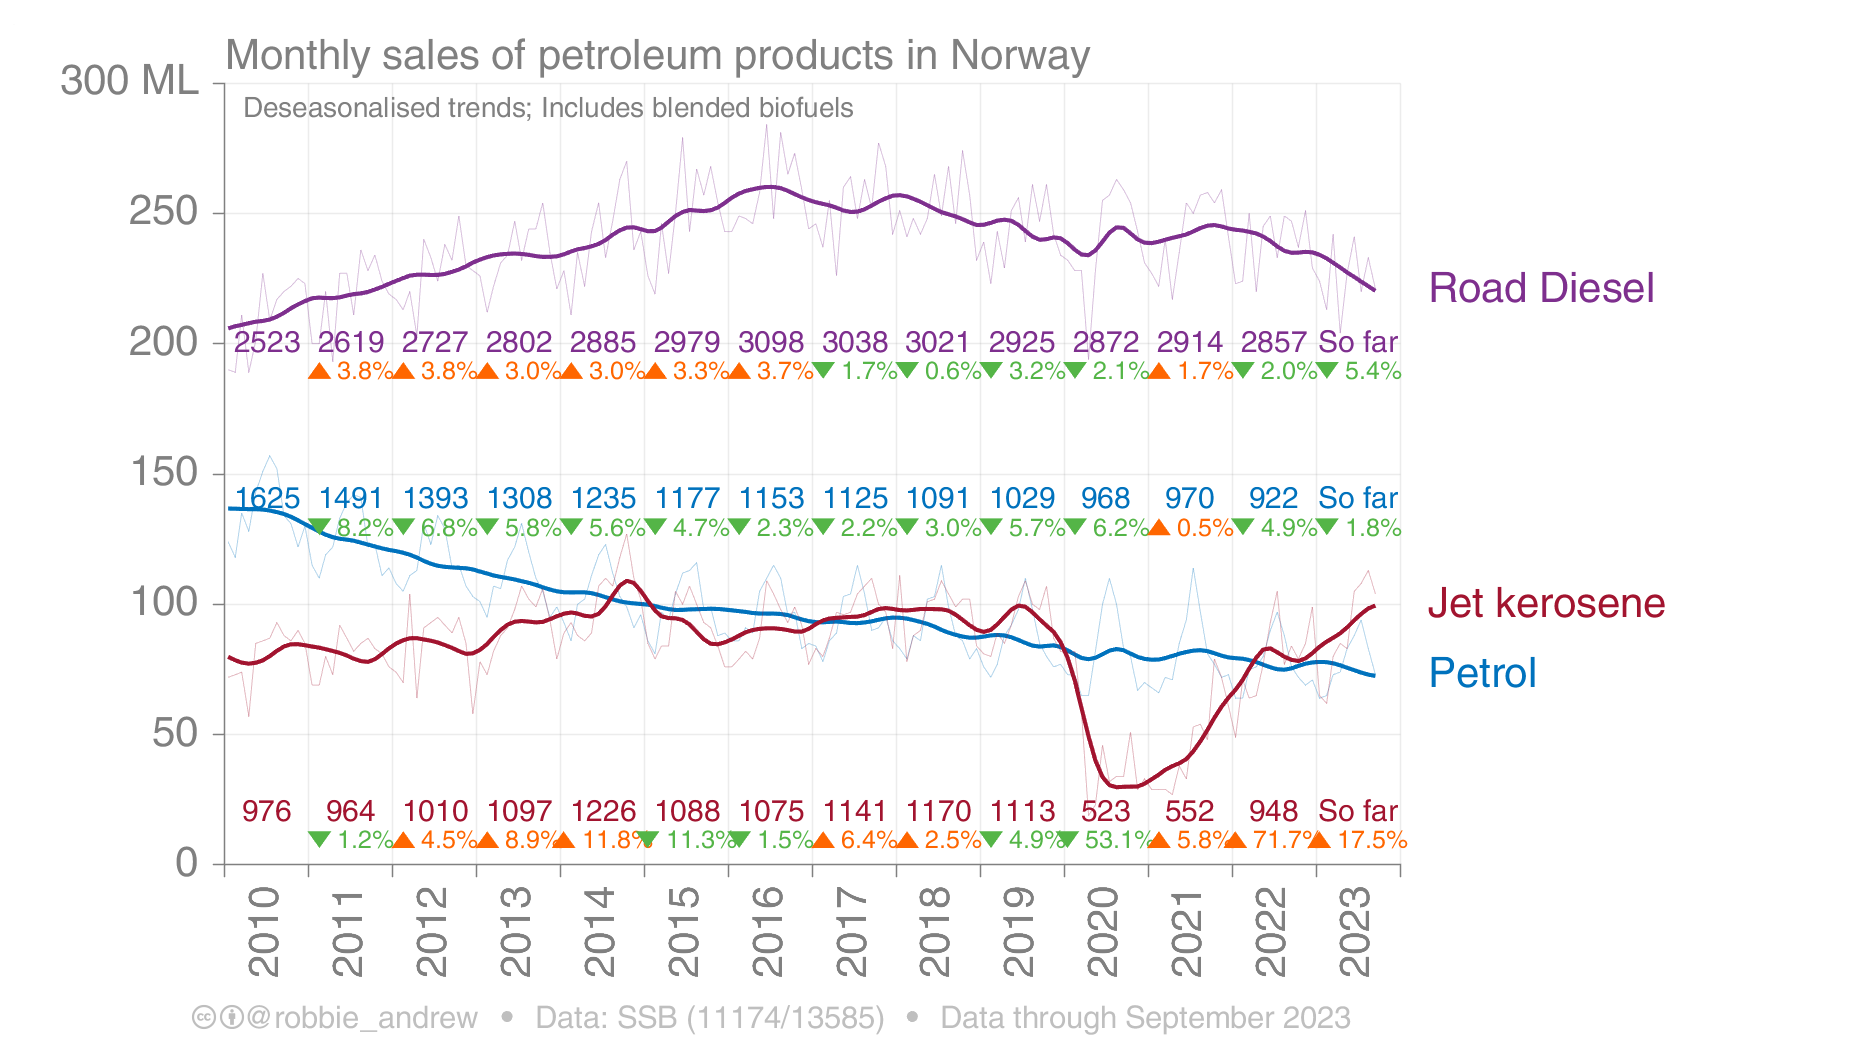 Monthly sales of petroleum products in Norway
300 ML
Deseasonalised trends; Includes blended biofuels
250
Road Diesel
200
2523 2619 2727 2802 2885 2979 3098 3038 3021 2925 2872 2914 2857 So far
3.8% 3.8% 3.0% 3.0% 3.3% 3.7% 1.7% 0.6% 3.2% 2.1% 1.7% 2.0% 5.4%
150
1625 1491 1393 1308 1235 1177 1153 1125 1091 1029 968 970 922 So far
8.2% 6.8% 5.8% 5.6% 4.7% 2.3% 2.2% 3.0% 5.7% 6.2% 0.5% 4.9% 1.8%
100
Jet kerosene
Petrol
50
976 964 1010 1097 1226 1088 1075 1141 1170 1113 523 552 948 So far
1.2% 4.5% 8.9% 11.8% 11.3% 1.5% 6.4% 2.5% 4.9% 53.1% 5.8% 71.7% 17.5%
0
2010 2011 2012 2013 2014 2015 2016 2017 2018 2019 2020 2021 2022 2023
@robbie_andrew • Data: SSB (11174/13585) • Data through September 2023